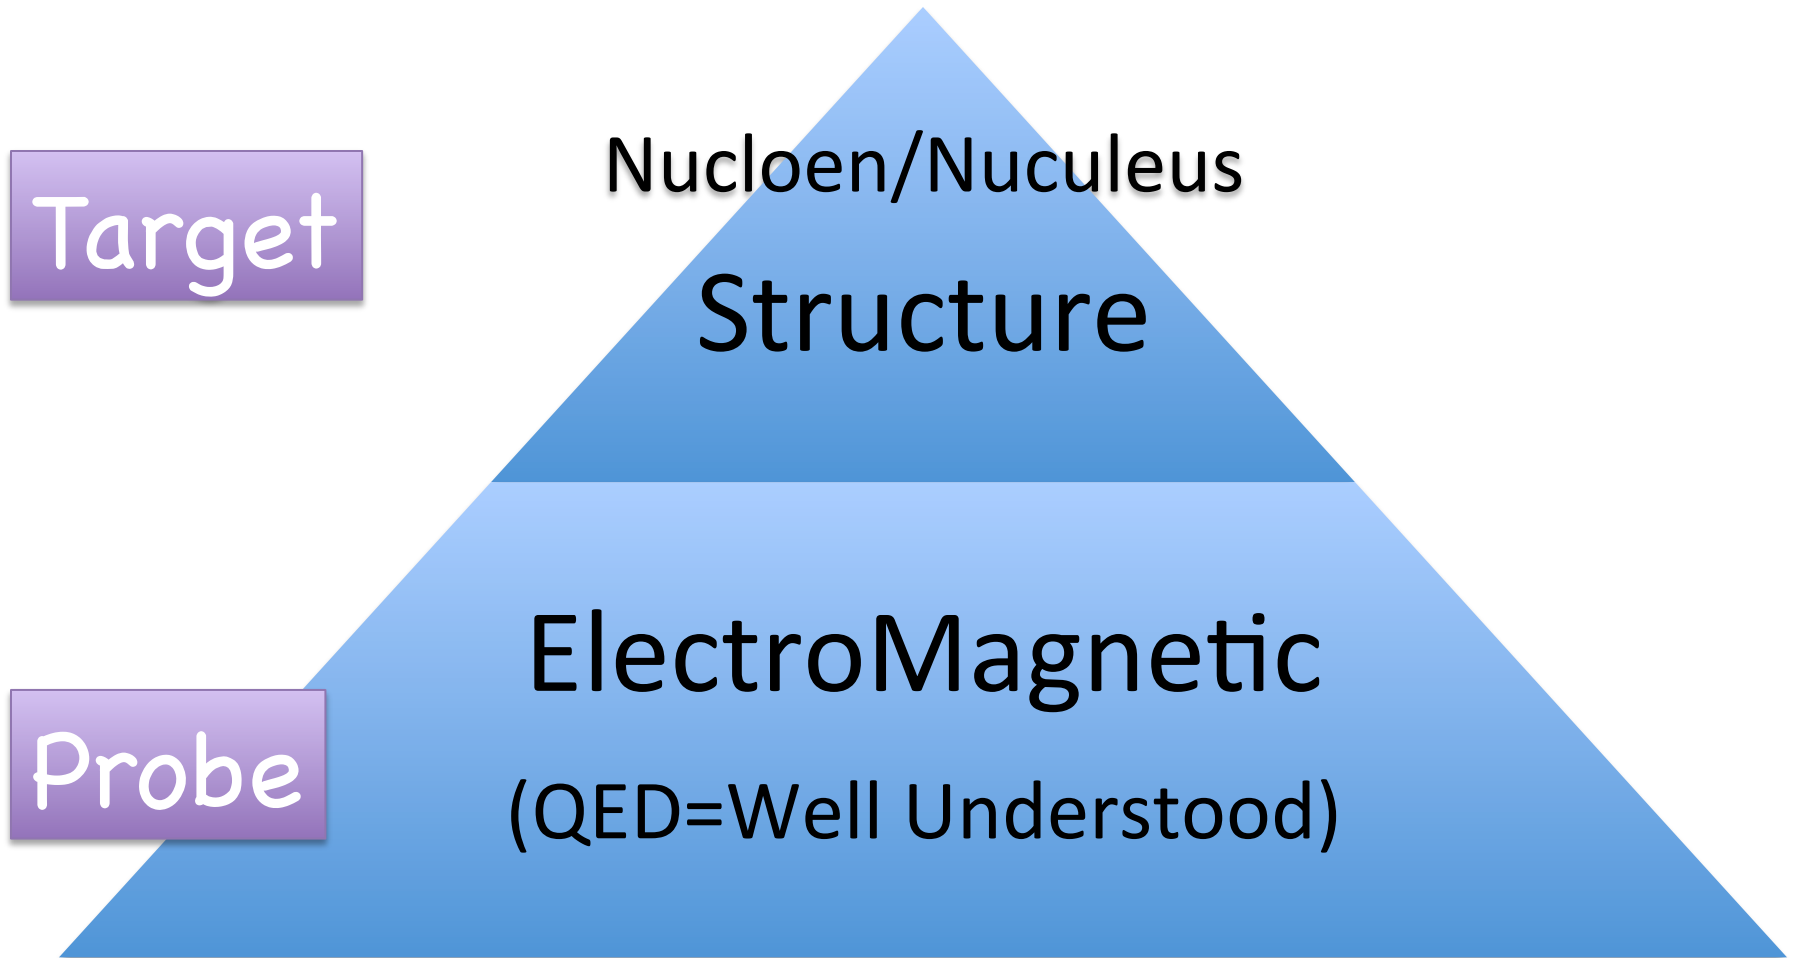 Target
Nucloen/Nuculeus
Structure
ElectroMagnetic
Probe
(QED=Well Understood)